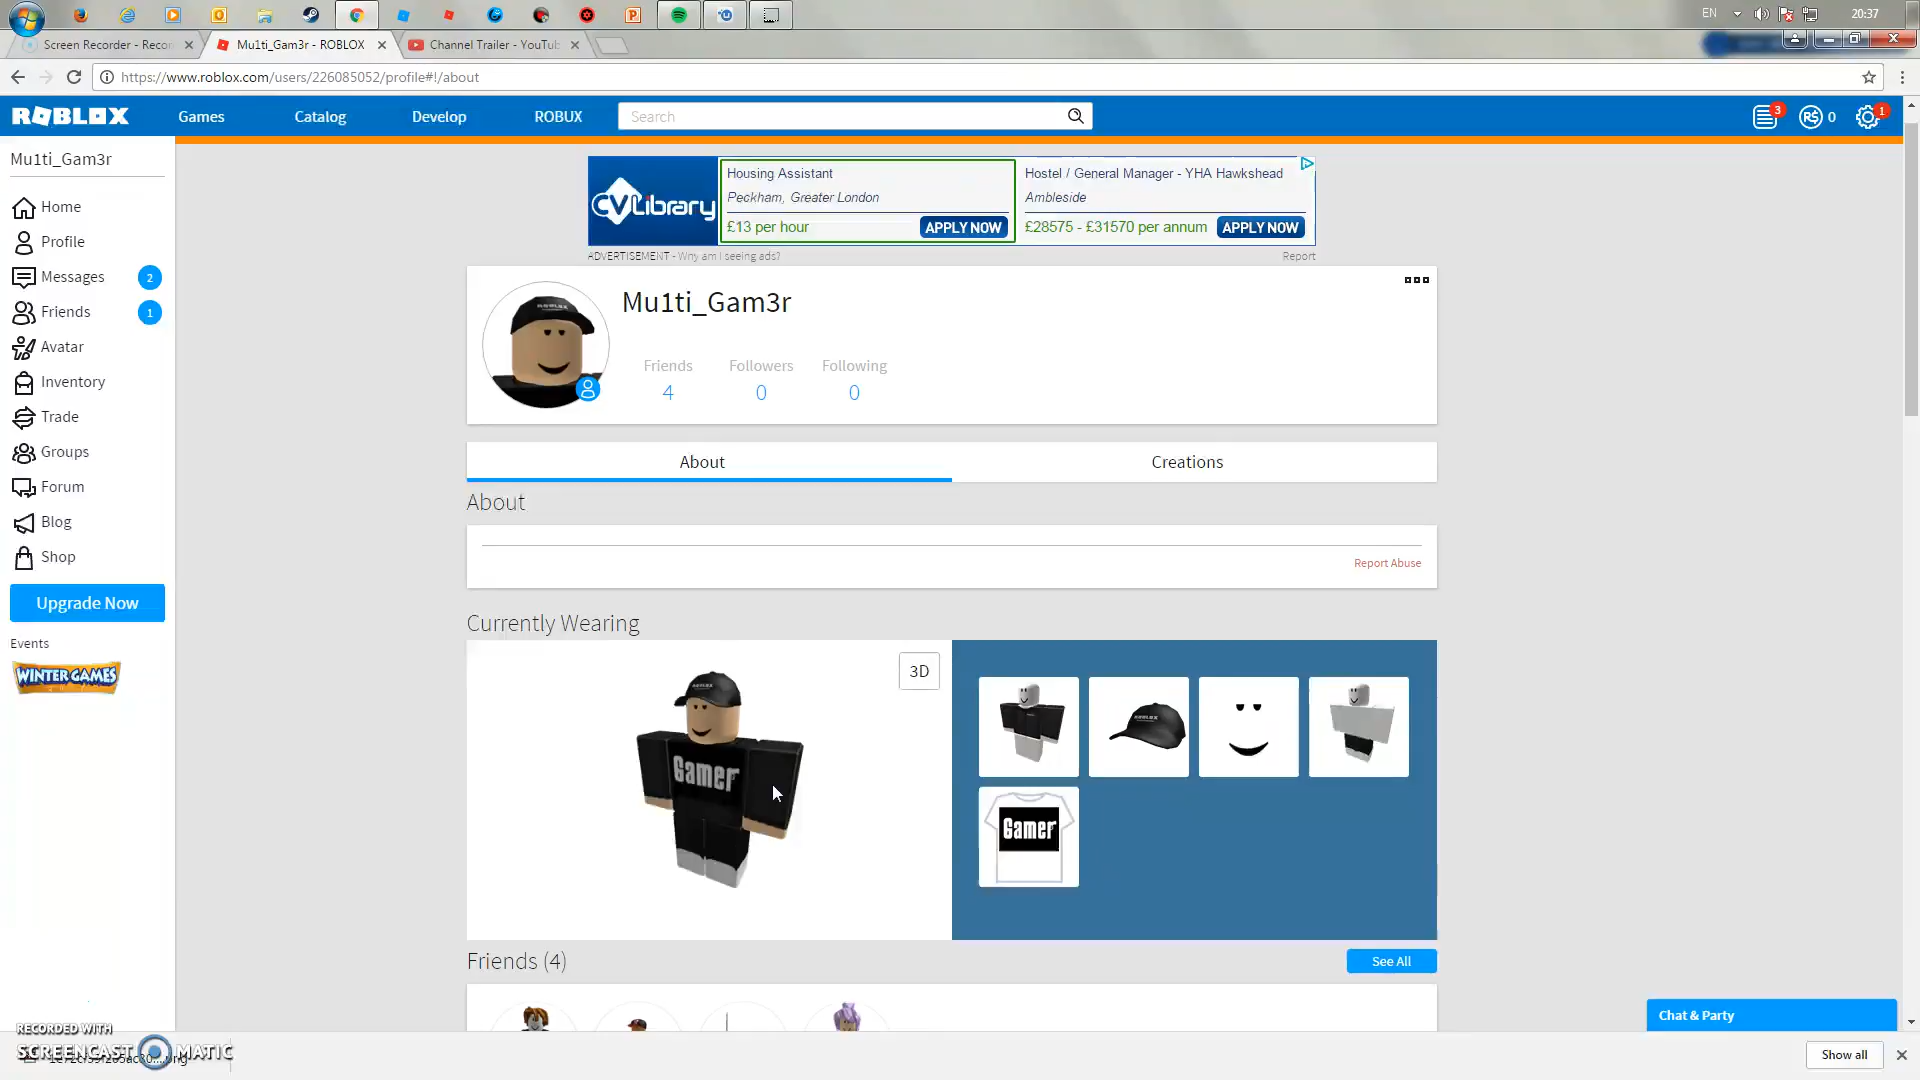 EN
20:37
Screen Recorder - Recor
Mu1ti_Gam3r - ROBLOX
Channel Trailer - YouTub
https://www.roblox.com/users/226085052/profile#!/about
ROBLOX
Games
Catalog
Develop
ROBUX
Search
3
R$ 0
1
Mu1ti_Gam3r
Home
Profile
Messages 2
Friends 1
Avatar
Inventory
Trade
Groups
Forum
Blog
Shop
Upgrade Now
Events
WINTER GAMES
CVLibrary
Housing Assistant
Peckham, Greater London
£13 per hour
APPLY NOW
Hostel / General Manager - YHA Hawkshead
Ambleside
£28575 - £31570 per annum
APPLY NOW
ADVERTISEMENT - Why am I seeing ads?
Report
Mu1ti_Gam3r
Friends Followers Following
4 0 0
About
Creations
About
Report Abuse
Currently Wearing
3D
ROBLOX
Gamer
ROBLOX
Gamer
Friends (4)
See All
Chat & Party
RECORDED WITH
SCREENCAST MATIC
Show all